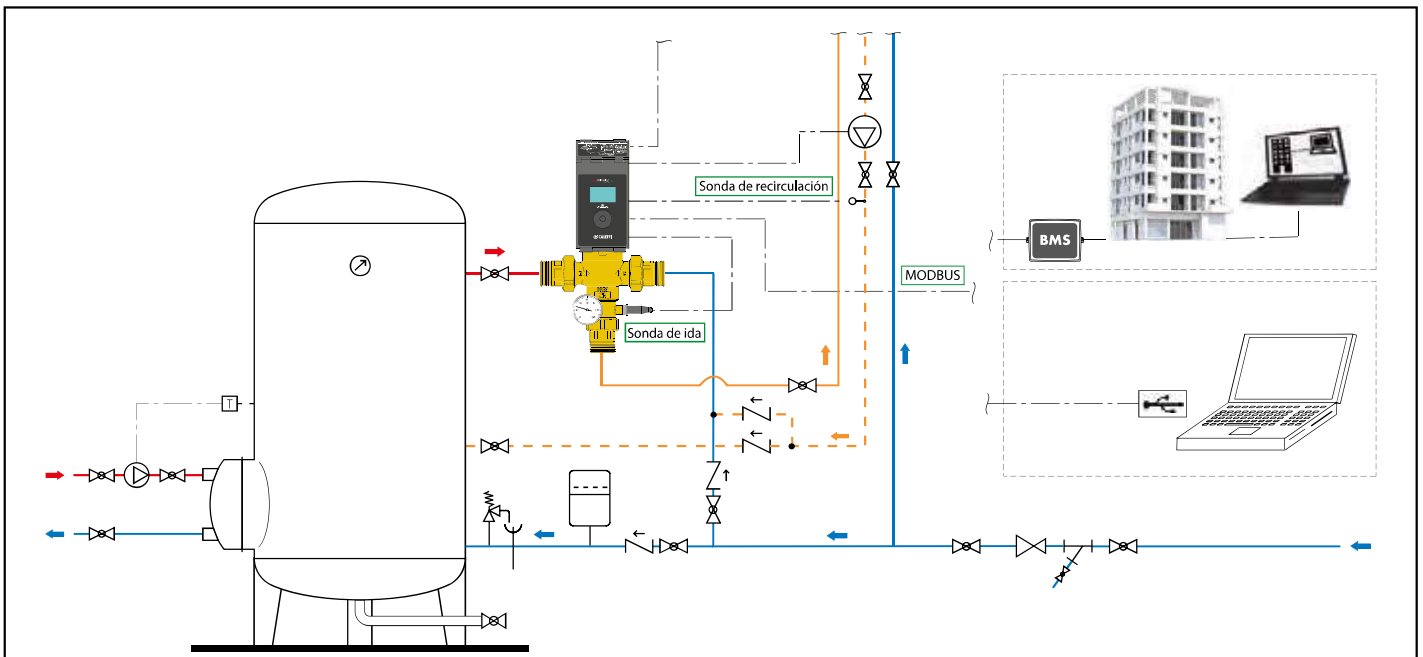 Sonda de recirculación
BMS
MODBUS
Sonda de ida
T